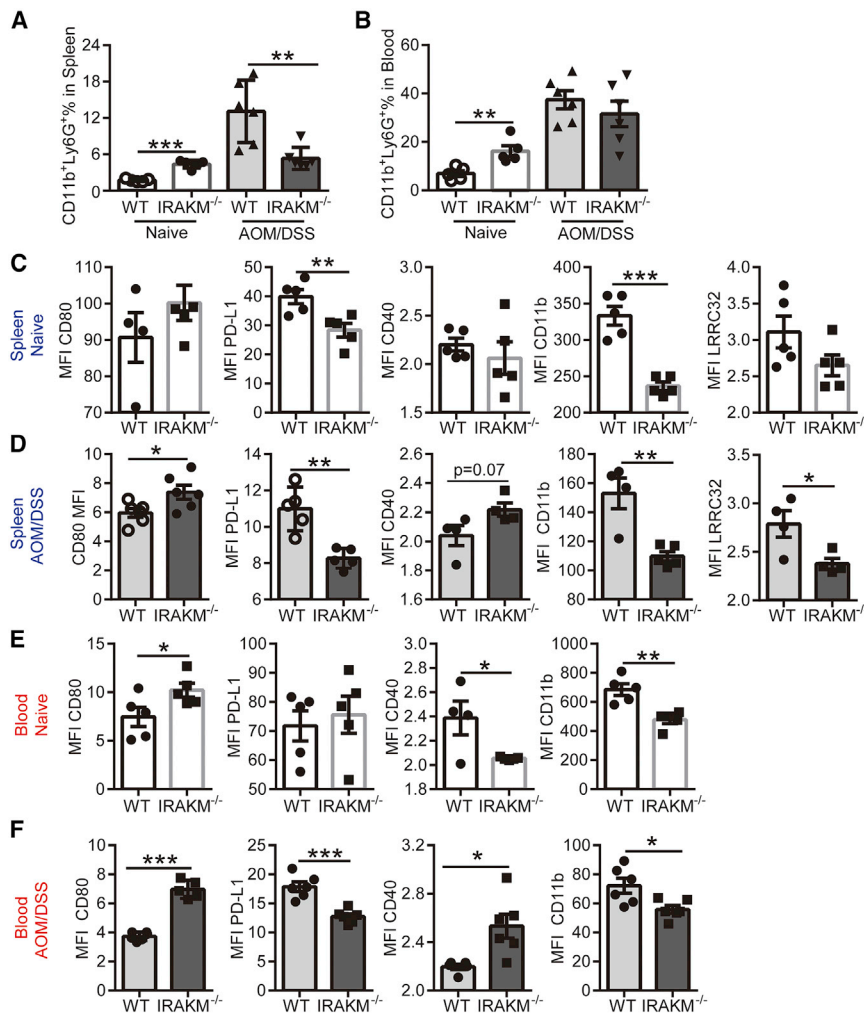 A
CD11b⁺Ly6G⁺% in Spleen
24
18
12
6
0
***
**
WT IRAKM⁻/⁻ WT IRAKM⁻/⁻
Naive AOM/DSS
B
CD11b⁺Ly6G⁺% in Blood
60
40
20
0
**
WT IRAKM⁻/⁻ WT IRAKM⁻/⁻
Naive AOM/DSS
C
Spleen
Naive
MFI CD80
110
100
90
80
70
WT IRAKM⁻/⁻
MFI PD-L1
50
40
30
20
10
0
**
WT IRAKM⁻/⁻
MFI CD40
3.0
2.5
2.0
1.5
WT IRAKM⁻/⁻
MFI CD11b
400
350
300
250
200
***
WT IRAKM⁻/⁻
MFI LRRC32
4.0
3.5
3.0
2.5
2.0
WT IRAKM⁻/⁻
D
Spleen
AOM/DSS
CD80 MFI
10
8
6
4
2
0
*
WT IRAKM⁻/⁻
MFI PD-L1
14
12
10
8
6
**
WT IRAKM⁻/⁻
MFI CD40
2.6
2.4
2.2
2.0
1.8
1.6
p=0.07
WT IRAKM⁻/⁻
MFI CD11b
180
160
140
120
100
80
**
WT IRAKM⁻/⁻
MFI LRRC32
3.5
3.0
2.5
2.0
*
WT IRAKM⁻/⁻
E
Blood
Naive
MFI CD80
15
10
5
0
*
WT IRAKM⁻/⁻
MFI PD-L1
100
90
80
70
60
50
WT IRAKM⁻/⁻
MFI CD40
3.0
2.8
2.6
2.4
2.2
2.0
1.8
*
WT IRAKM⁻/⁻
MFI CD11b
1000
800
600
400
200
0
**
WT IRAKM⁻/⁻
F
Blood
AOM/DSS
MFI CD80
10
8
6
4
2
0
***
WT IRAKM⁻/⁻
MFI PD-L1
25
20
15
10
5
0
***
WT IRAKM⁻/⁻
MFI CD40
3.2
2.8
2.4
2.0
*
WT IRAKM⁻/⁻
MFI CD11b
100
80
60
40
20
0
*
WT IRAKM⁻/⁻